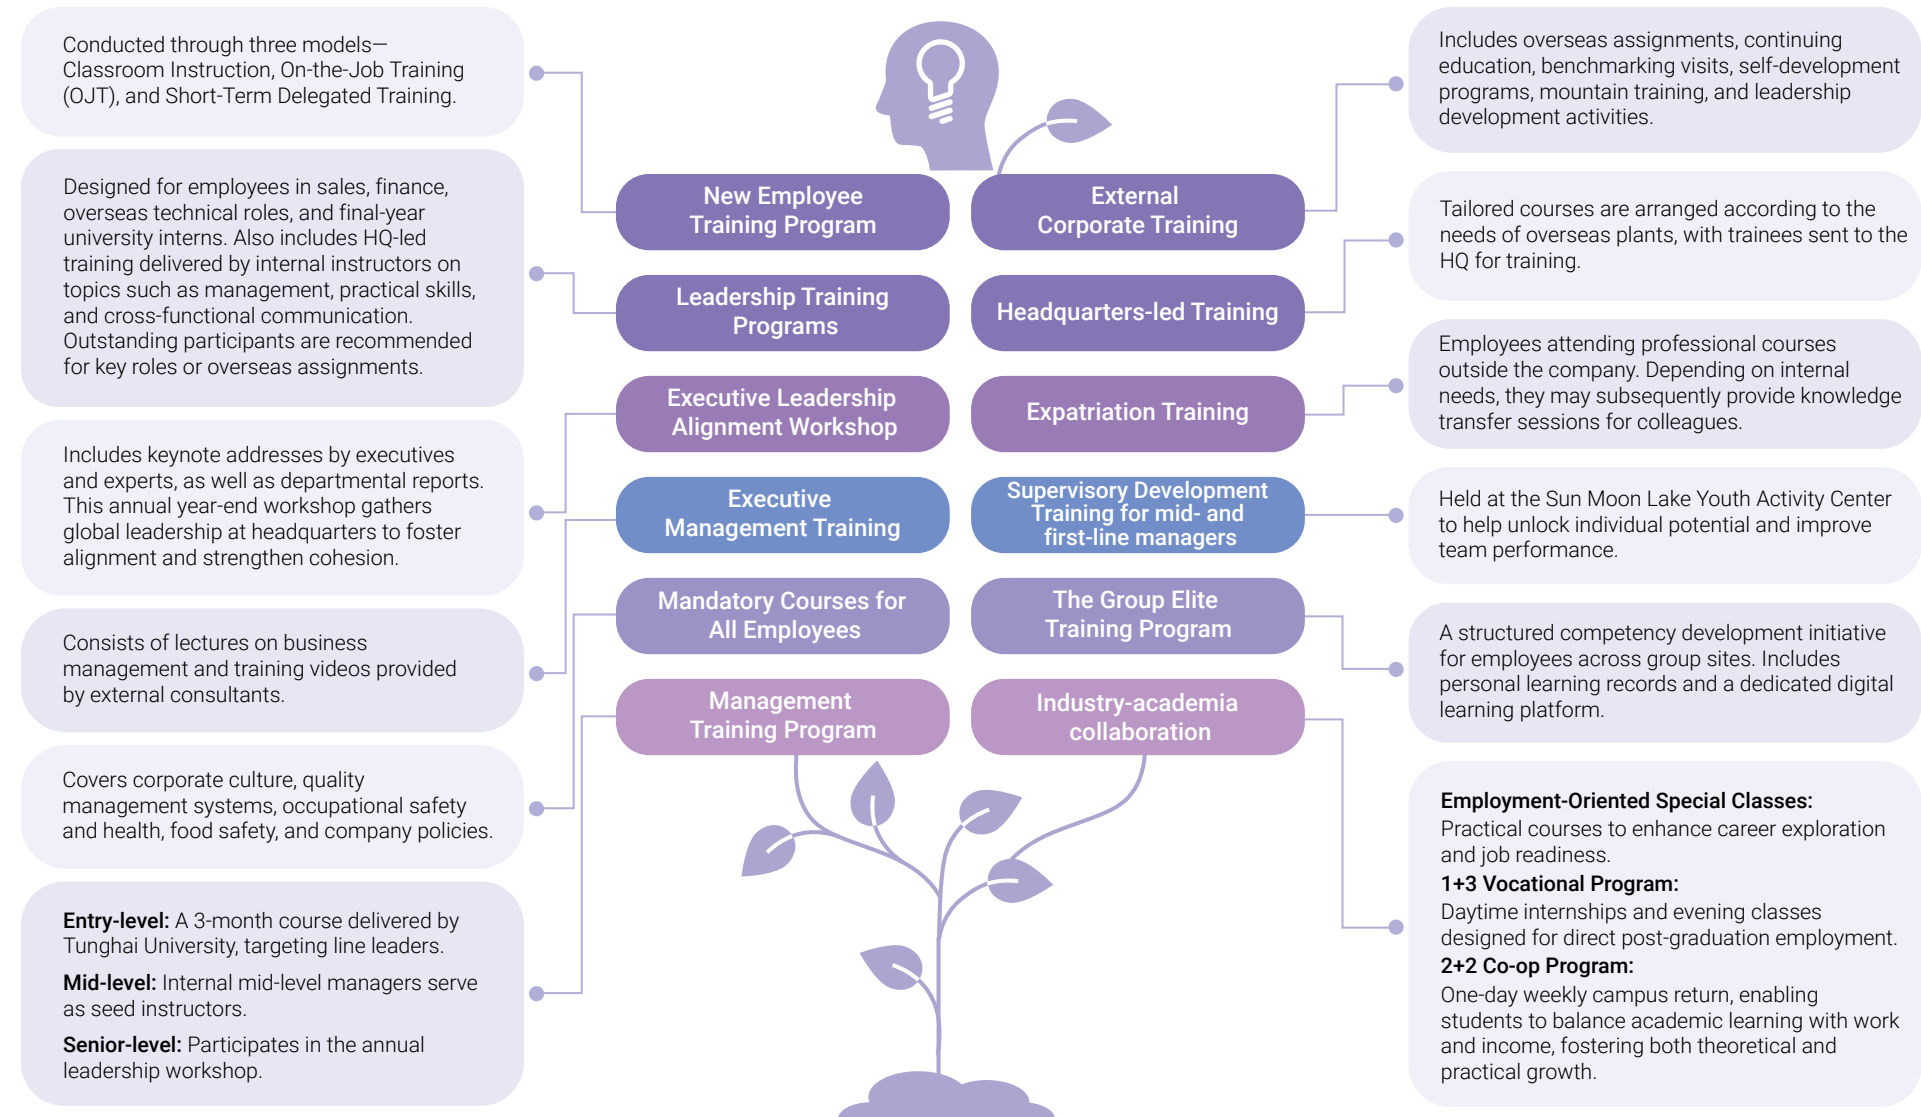 Conducted through three models—
Classroom Instruction, On-the-Job Training
(OJT), and Short-Term Delegated Training.
Designed for employees in sales, finance,
overseas technical roles, and final-year
university interns. Also includes HQ-led
training delivered by internal instructors on
topics such as management, practical skills,
and cross-functional communication.
Outstanding participants are recommended
for key roles or overseas assignments.
Includes keynote addresses by executives
and experts, as well as departmental reports.
This annual year-end workshop gathers
global leadership at headquarters to foster
alignment and strengthen cohesion.
Consists of lectures on business
management and training videos provided
by external consultants.
Covers corporate culture, quality
management systems, occupational safety
and health, food safety, and company policies.
Entry-level: A 3-month course delivered by
Tunghai University, targeting line leaders.
Mid-level: Internal mid-level managers serve
as seed instructors.
Senior-level: Participates in the annual
leadership workshop.
New Employee
Training Program
Leadership Training
Programs
Executive Leadership
Alignment Workshop
Executive
Management Training
Mandatory Courses for
All Employees
Management
Training Program
External
Corporate Training
Headquarters-led Training
Expatriation Training
Supervisory Development
Training for mid- and
first-line managers
The Group Elite
Training Program
Industry-academia
collaboration
Includes overseas assignments, continuing
education, benchmarking visits, self-development
programs, mountain training, and leadership
development activities.
Tailored courses are arranged according to the
needs of overseas plants, with trainees sent to the
HQ for training.
Employees attending professional courses
outside the company. Depending on internal
needs, they may subsequently provide knowledge
transfer sessions for colleagues.
Held at the Sun Moon Lake Youth Activity Center
to help unlock individual potential and improve
team performance.
A structured competency development initiative
for employees across group sites. Includes
personal learning records and a dedicated digital
learning platform.
Employment-Oriented Special Classes:
Practical courses to enhance career exploration
and job readiness.
1+3 Vocational Program:
Daytime internships and evening classes
designed for direct post-graduation employment.
2+2 Co-op Program:
One-day weekly campus return, enabling
students to balance academic learning with work
and income, fostering both theoretical and
practical growth.